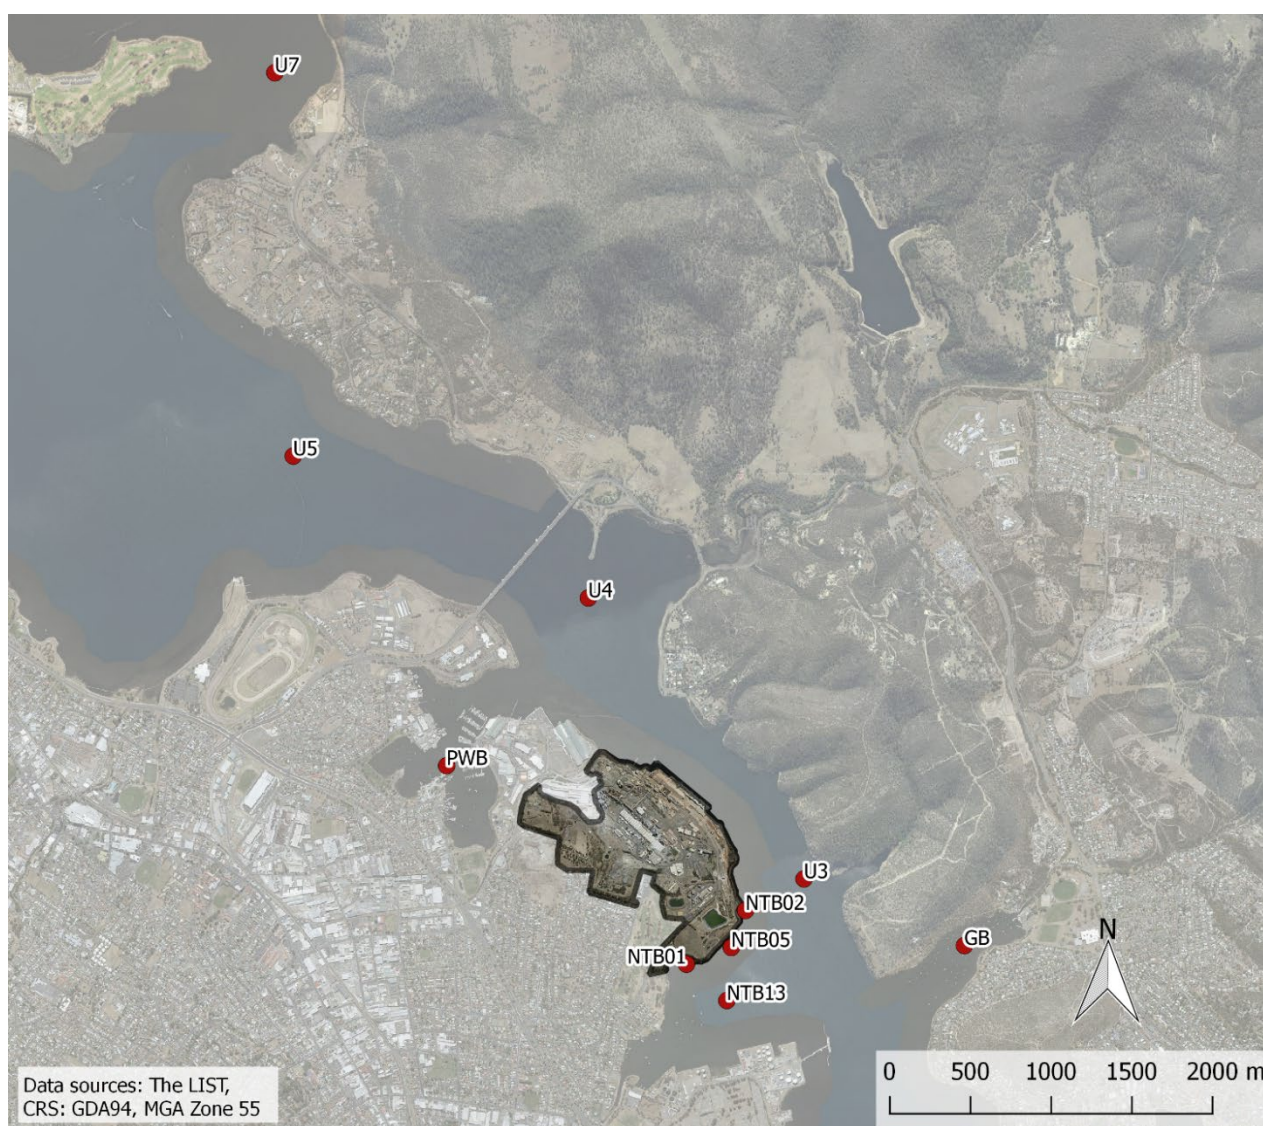 U7
U5
U4
PWB
U3
NTB02
NTB05
GB
NTB01
NTB13
N
Data sources: The LIST,
CRS: GDA94, MGA Zone 55
0 500 1000 1500 2000 m